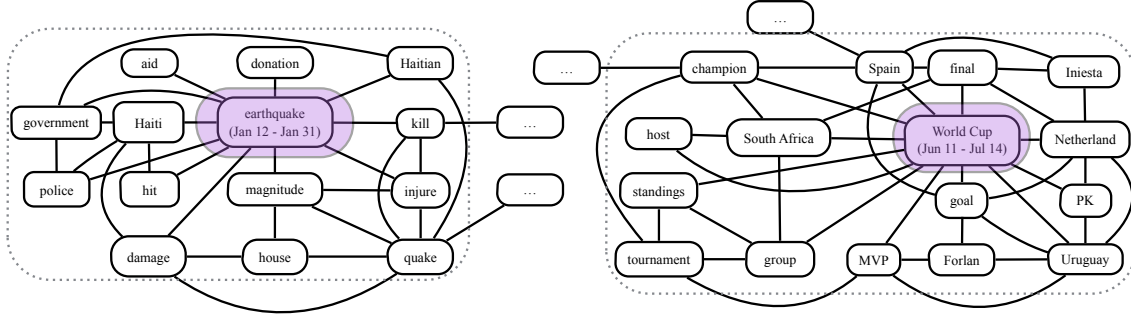 aid
donation
Haitian
government
Haiti
earthquake
(Jan 12 - Jan 31)
kill
...
police
hit
magnitude
injure
...
damage
house
quake
...
...
champion
Spain
final
Iniesta
host
South Africa
World Cup
(Jun 11 - Jul 14)
Netherland
standings
goal
PK
tournament
group
MVP
Forlan
Uruguay